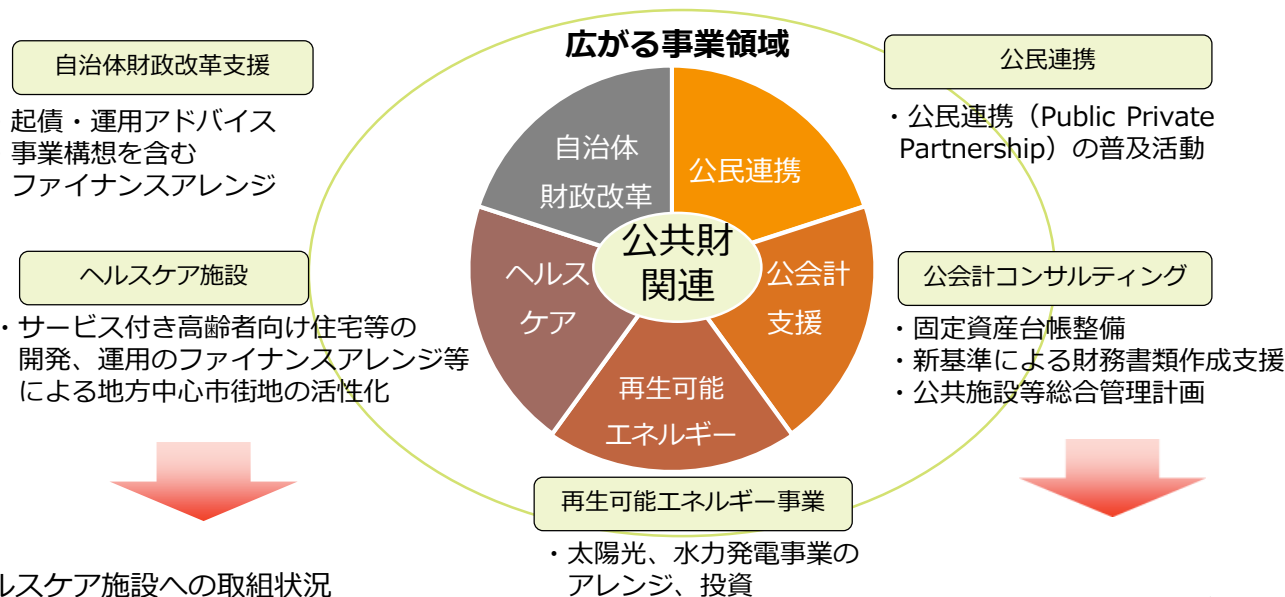 広がる事業領域
自治体財政改革支援
起債・運用アドバイス
事業構想を含む
ファイナンスアレンジ
公民連携
・公民連携（Public Private
Partnership）の普及活動
自治体
財政改革
公民連携
公共財
関連
ヘルス
ケア
公会計
支援
再生可能
エネルギー
ヘルスケア施設
・サービス付き高齢者向け住宅等の
開発、運用のファイナンスアレンジ等
による地方中心市街地の活性化
公会計コンサルティング
・固定資産台帳整備
・新基準による財務書類作成支援
・公共施設等総合管理計画
再生可能エネルギー事業
・太陽光、水力発電事業の
アレンジ、投資
ルスケア施設への取組状況